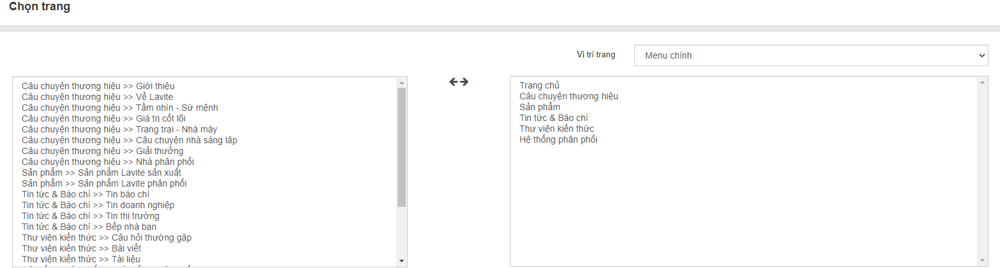 Chọn trang
Vị trí trang
Menu chính
Câu chuyện thương hiệu >> Giới thiệu
Câu chuyện thương hiệu >> Về Lavite
Câu chuyện thương hiệu >> Tầm nhìn - Sứ mệnh
Câu chuyện thương hiệu >> Giá trị cốt lõi
Câu chuyện thương hiệu >> Trang trại - Nhà máy
Câu chuyện thương hiệu >> Câu chuyện nhà sáng lập
Câu chuyện thương hiệu >> Giải thưởng
Câu chuyện thương hiệu >> Nhà phân phối
Sản phẩm >> Sản phẩm Lavite sản xuất
Sản phẩm >> Sản phẩm Lavite phân phối
Tin tức & Báo chí >> Tin báo chí
Tin tức & Báo chí >> Tin doanh nghiệp
Tin tức & Báo chí >> Tin thị trường
Tin tức & Báo chí >> Bếp nhà bạn
Thư viện kiến thức >> Câu hỏi thường gặp
Thư viện kiến thức >> Bài viết
Thư viện kiến thức >> Tài liệu
Trang chủ
Câu chuyện thương hiệu
Sản phẩm
Tin tức & Báo chí
Thư viện kiến thức
Hệ thống phân phối